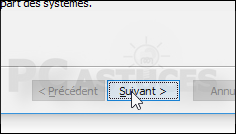 part des systèmes.
PC ASTUCES
< Précédent
Suivant >
Annu